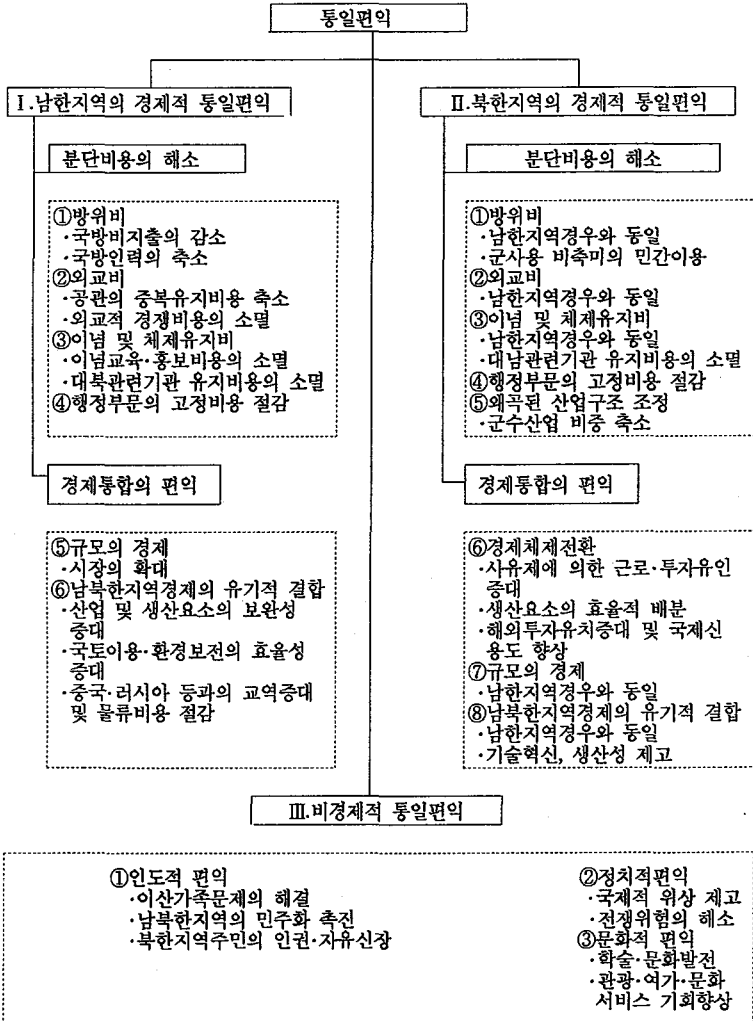 통일편익
Ⅰ.남한지역의 경제적 통일편익
분단비용의 해소
①방위비
·국방비지출의 감소
·국방인력의 축소
②외교비
·공관의 중복유지비용 축소
·외교적 경쟁비용의 소멸
③이념 및 체제유지비
·이념교육·홍보비용의 소멸
·대북관련기관 유지비용의 소멸
④행정부문의 고정비용 절감
경제통합의 편익
⑤규모의 경제
·시장의 확대
⑥남북한지역경제의 유기적 결합
·산업 및 생산요소의 보완성
증대
·국토이용·환경보전의 효율성
증대
·중국·러시아 등과의 교역증대
및 물류비용 절감
Ⅱ.북한지역의 경제적 통일편익
분단비용의 해소
①방위비
·남한지역경우와 동일
·군사용 비축미의 민간이용
②외교비
·남한지역경우와 동일
③이념 및 체제유지비
·남한지역경우와 동일
·대남관련기관 유지비용의 소멸
④행정부문의 고정비용 절감
⑤왜곡된 산업구조 조정
·군수산업 비중 축소
경제통합의 편익
⑥경제체제전환
·사유제에 의한 근로·투자유인
증대
·생산요소의 효율적 배분
·해외투자유치증대 및 국제신
용도 향상
⑦규모의 경제
·남한지역경우와 동일
⑧남북한지역경제의 유기적 결합
·남한지역경우와 동일
·기술혁신, 생산성 제고
Ⅲ.비경제적 통일편익
①인도적 편익
·이산가족문제의 해결
·남북한지역의 민주화 촉진
·북한지역주민의 인권·자유신장
②정치적편익
·국제적 위상 제고
·전쟁위험의 해소
③문화적 편익
·학술·문화발전
·관광·여가·문화
서비스 기회향상